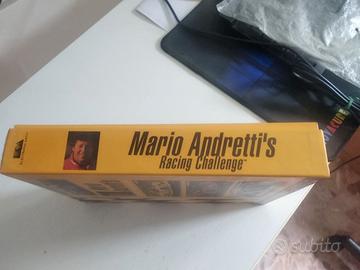 Mario Andretti's
Racing Challenge™
subito